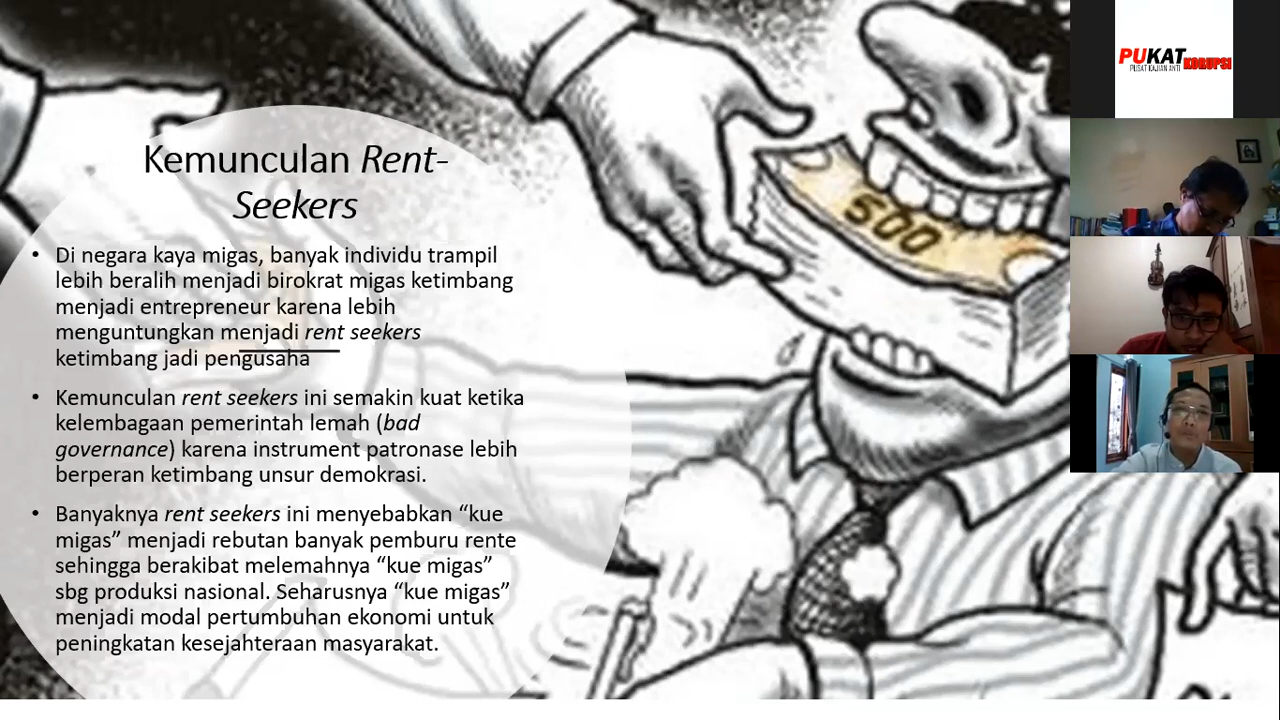 Kemunculan Rent-
Seekers
• Di negara kaya migas, banyak individu trampil
lebih beralih menjadi birokrat migas ketimbang
menjadi entrepreneur karena lebih
menguntungkan menjadi rent seekers
ketimbang jadi pengusaha
• Kemunculan rent seekers ini semakin kuat ketika
kelembagaan pemerintah lemah (bad
governance) karena instrument patronase lebih
berperan ketimbang unsur demokrasi.
• Banyaknya rent seekers ini menyebabkan “kue
migas” menjadi rebutan banyak pemburu rente
sehingga berakibat melemahnya “kue migas”
sbg produksi nasional. Seharusnya “kue migas”
menjadi modal pertumbuhan ekonomi untuk
peningkatan kesejahteraan masyarakat.
500
PUKAT
PUSAT KAJIAN ANTI KORUPSI